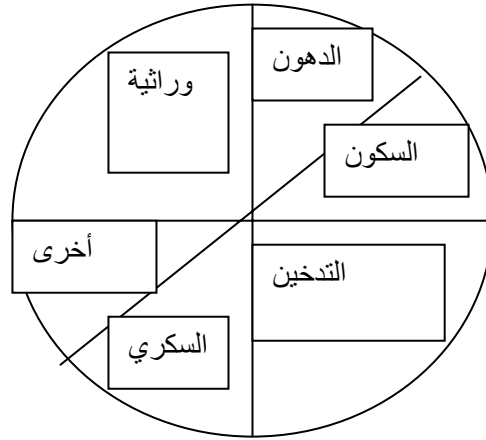 الدهون
وراثية
السكون
أخرى
التدخين
السكري